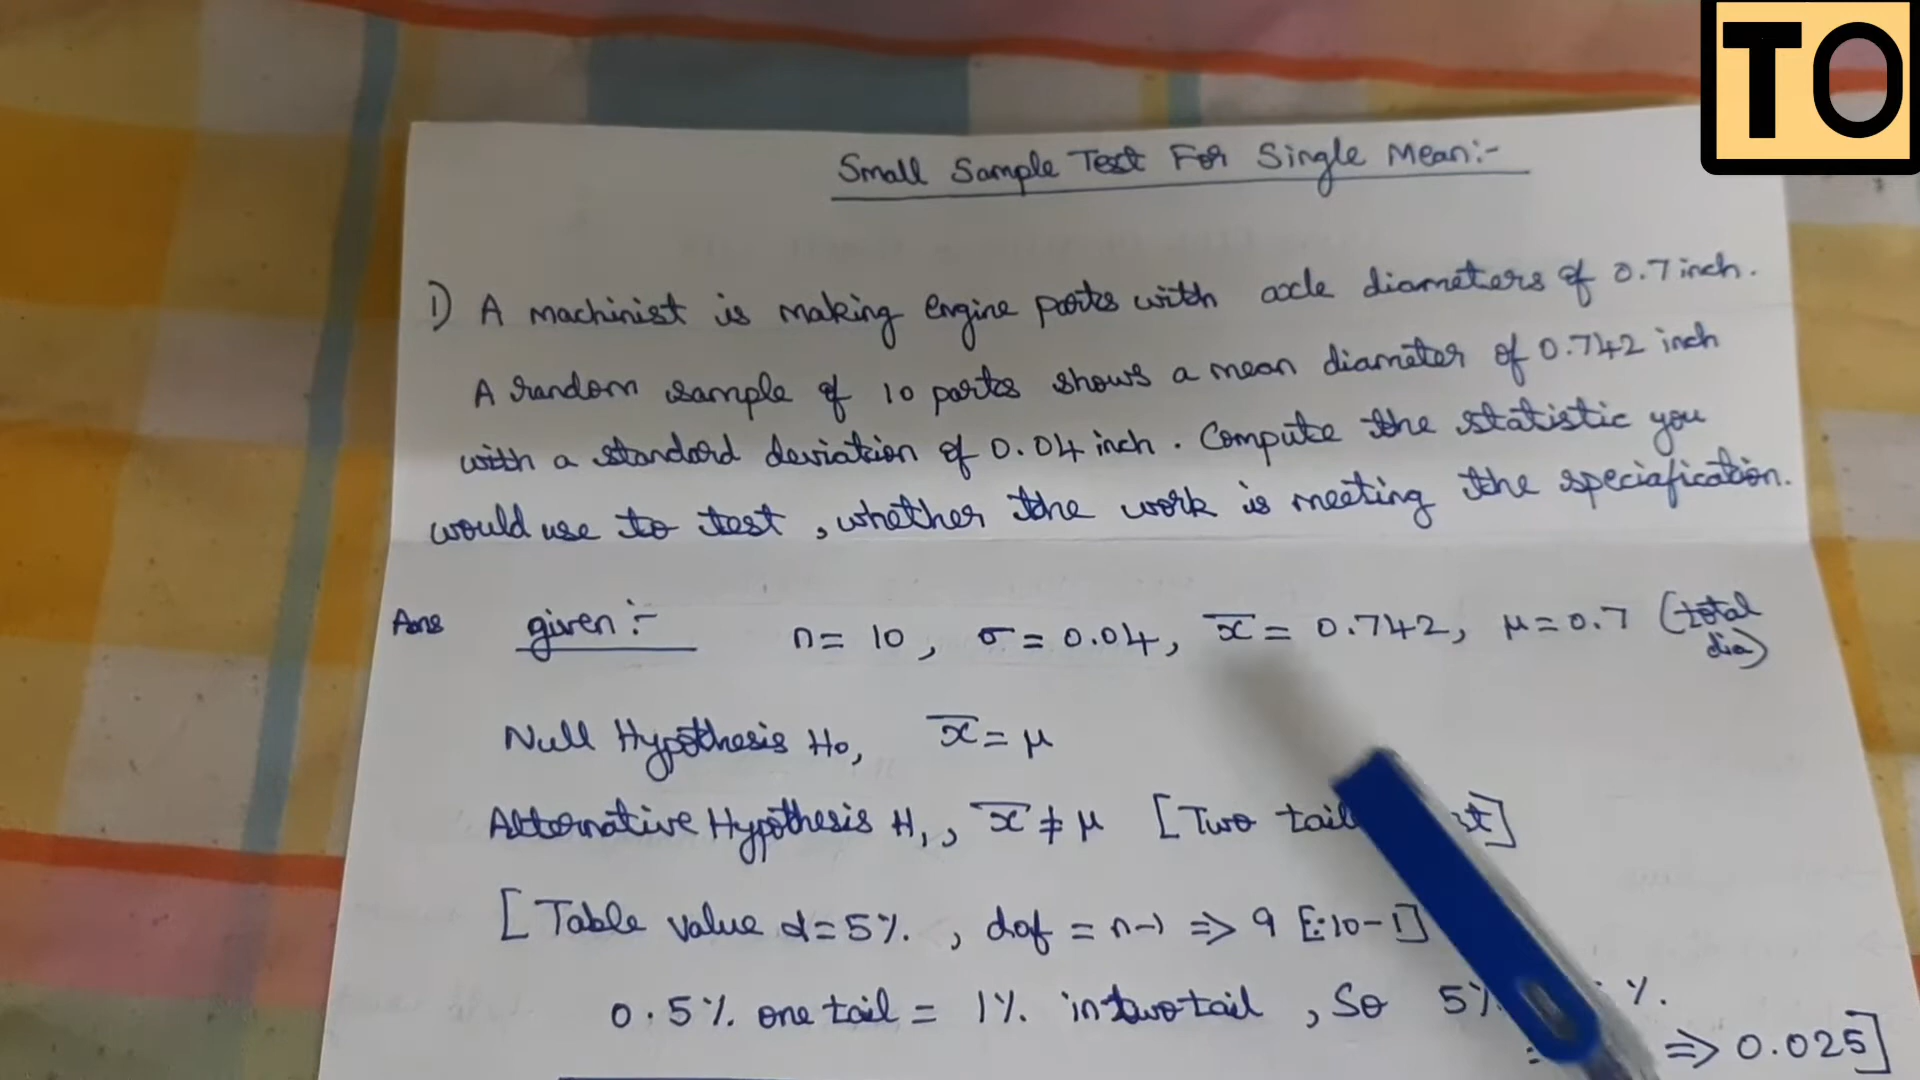 TO
Small Sample Test For Single Mean:-
1) A machinist is making engine parts with axle diameters of 0.7 inch.
A random sample of 10 parts shows a mean diameter of 0.742 inch
with a standard deviation of 0.04 inch. Compute the statistic you
would use to test, whether the work is meeting the speciafication.
Ans given:- n = 10, σ = 0.04, x̅ = 0.742, μ = 0.7 (total dia)
Null Hypothesis H₀, x̅ = μ
Alternative Hypothesis H₁, x̅ ≠ μ [Two tail
[Table value α = 5%, dof = n-1 => 9 [∵ 10-1]
0.5% one tail = 1% in two tail, So 5% %.
=> 0.025]